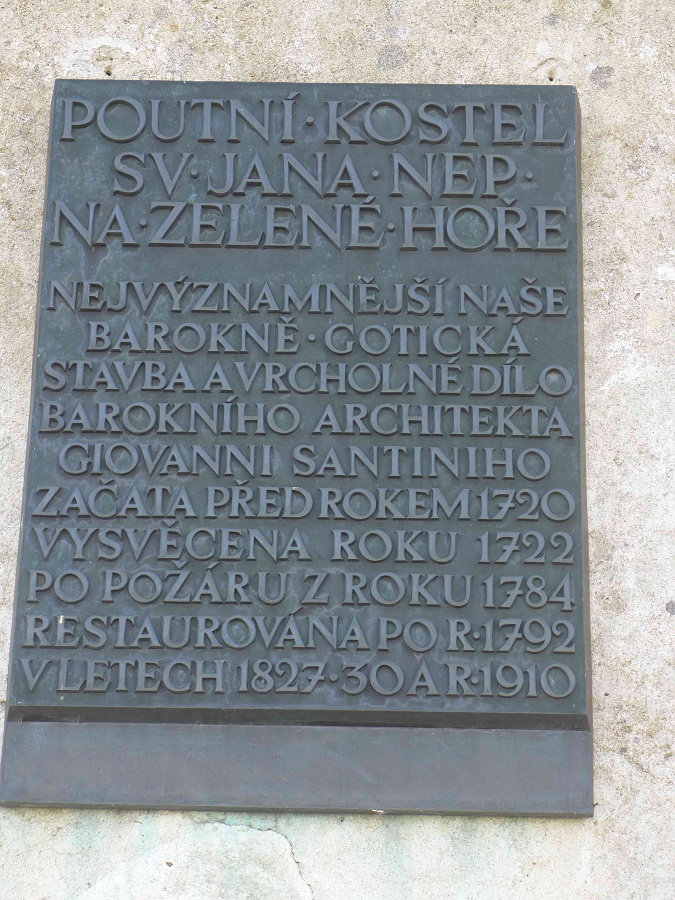 POUTNÍ·KOSTEL
SV·JANA·NEP·
NA·ZELENÉ·HOŘE
NEJVÝZNAMNĚJŠÍ NAŠE
BAROKNĚ·GOTICKÁ
STAVBA A VRCHOLNÉ DÍLO
BAROKNÍHO ARCHITEKTA
GIOVANNI SANTINIHO
ZAČATA PŘED ROKEM 1720
VYSVĚCENA ROKU 1722
PO POŽÁRU Z ROKU 1784
RESTAUROVÁNA PO R·1792
V LETECH 1827·30 A R·1910